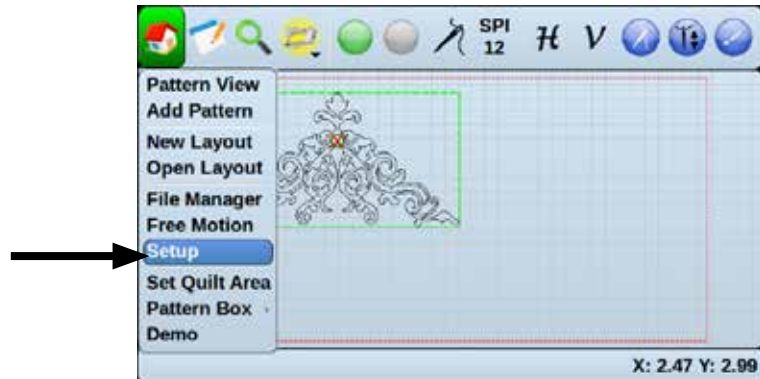 SPI
12
H V
Pattern View
Add Pattern
New Layout
Open Layout
File Manager
Free Motion
Setup
Set Quilt Area
Pattern Box
Demo
X: 2.47 Y: 2.99